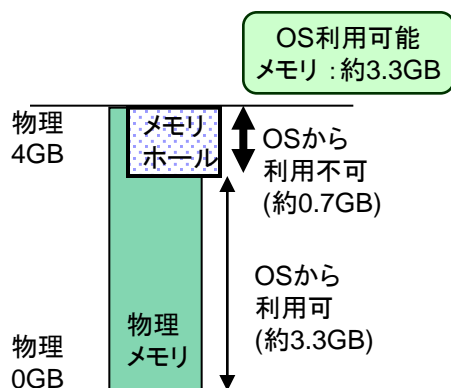 OS利用可能
メモリ：約3.3GB
物理
4GB
メモリ
ホール
OSから
利用不可
(約0.7GB)
OSから
利用可
(約3.3GB)
物理
メモリ
物理
0GB